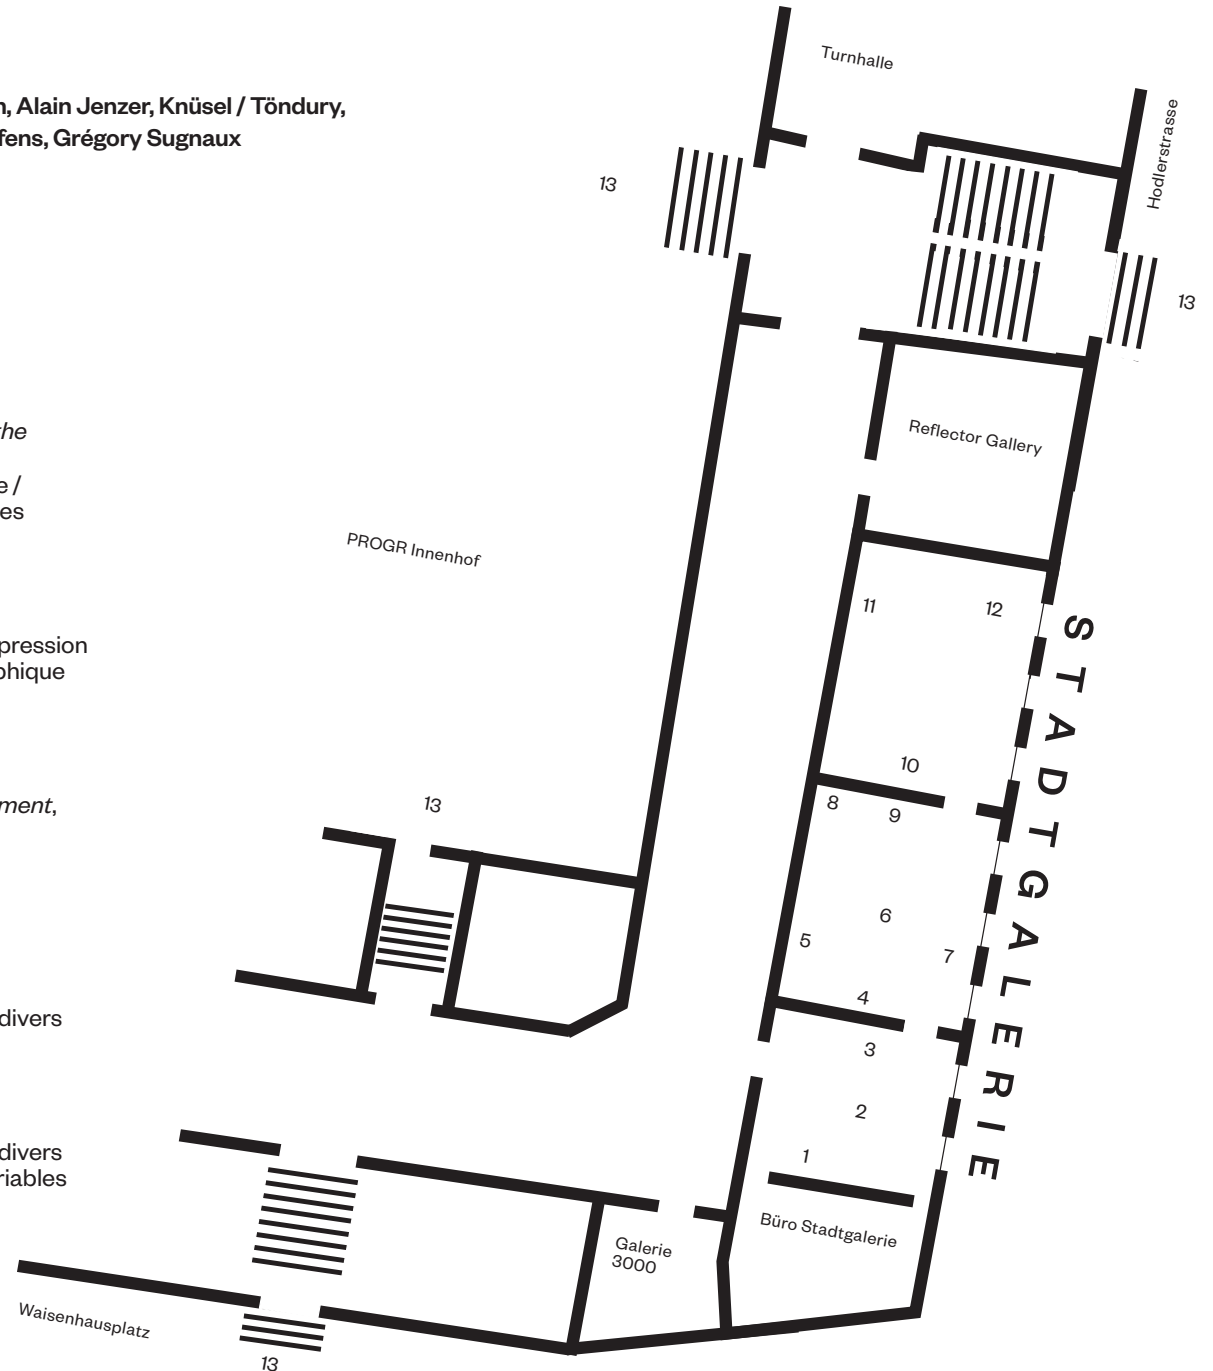 n, Alain Jenzer, Knüsel / Töndury,
fens, Grégory Sugnaux
the
e /
es
pression
phique
ment,
divers
divers
riables
Turnhalle
Hodlerstrasse
13
13
Reflector Gallery
PROGR Innenhof
11
12
STADTGALERIE
10
13
8
9
6
5
7
4
3
2
1
Büro Stadtgalerie
Galerie
3000
Waisenhausplatz
13